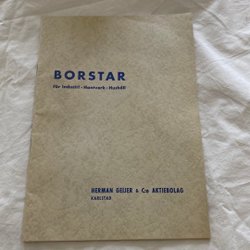 BORSTAR
för Industri - Hantverk - Hushåll
HERMAN GEIJER & Co AKTIEBOLAG
KARLSTAD